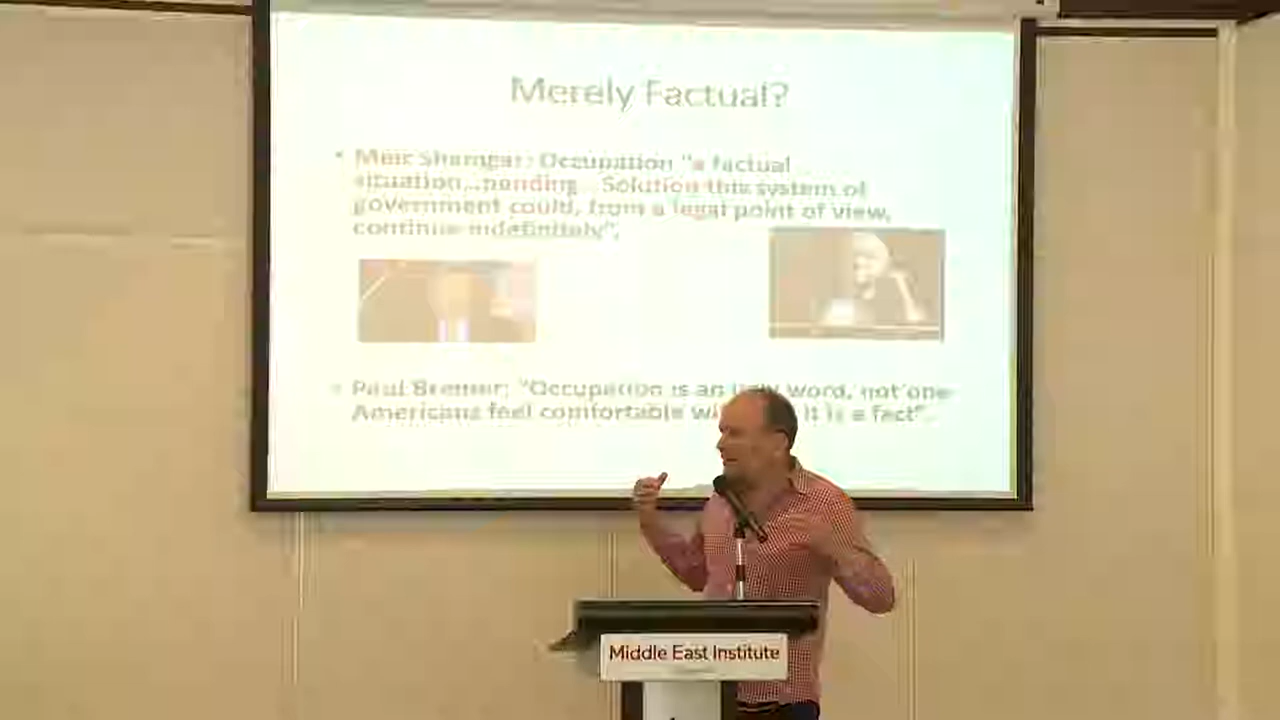 Merely Factual?
• Meir Shamgar: Occupation "a factual
situation...pending...Solution this system of
government could, from a legal point of view,
continue indefinitely".
• Paul Bremer: "Occupation is an ugly word, not one
Americans feel comfortable it is a fact".
Middle East Institute